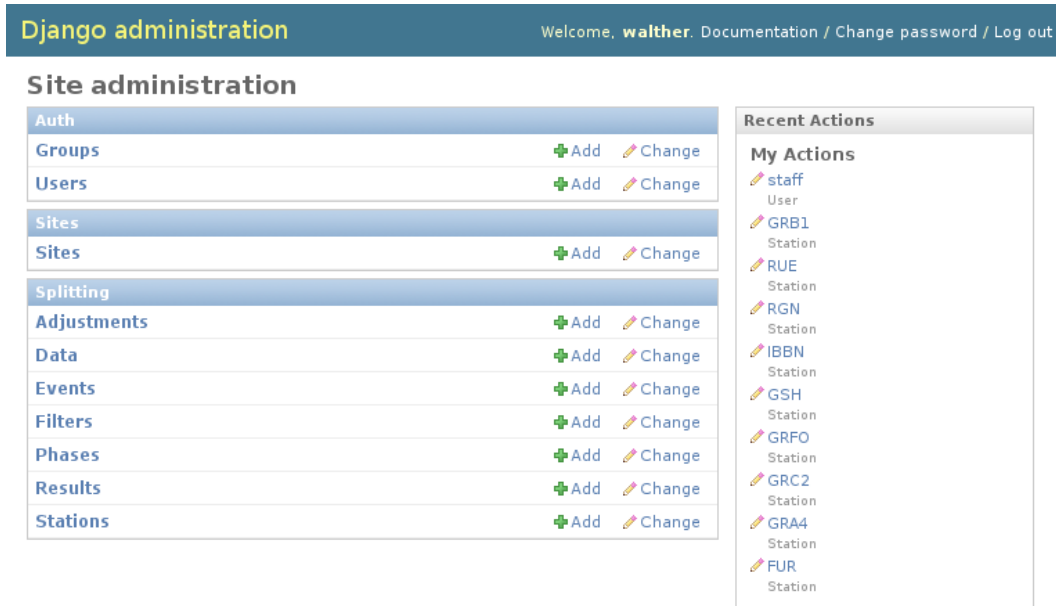 Django administration
Welcome, walther. Documentation / Change password / Log out
Site administration
Auth
Groups Add Change
Users Add Change
Sites
Sites Add Change
Splitting
Adjustments Add Change
Data Add Change
Events Add Change
Filters Add Change
Phases Add Change
Results Add Change
Stations Add Change
Recent Actions
My Actions
staff
User
GRB1
Station
RUE
Station
RGN
Station
IBBN
Station
GSH
Station
GRFO
Station
GRC2
Station
GRA4
Station
FUR
Station